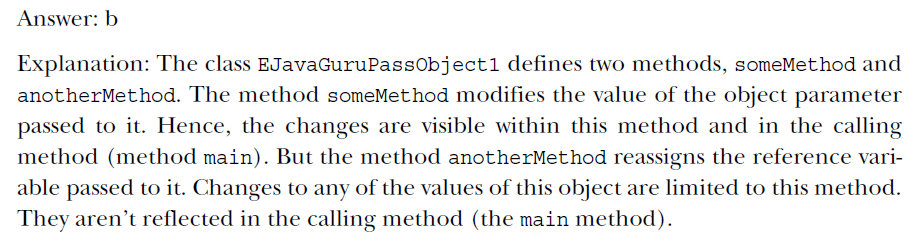 Answer: b
Explanation: The class EJavaGuruPassObject1 defines two methods, someMethod and
anotherMethod. The method someMethod modifies the value of the object parameter
passed to it. Hence, the changes are visible within this method and in the calling
method (method main). But the method anotherMethod reassigns the reference vari-
able passed to it. Changes to any of the values of this object are limited to this method.
They aren’t reflected in the calling method (the main method).